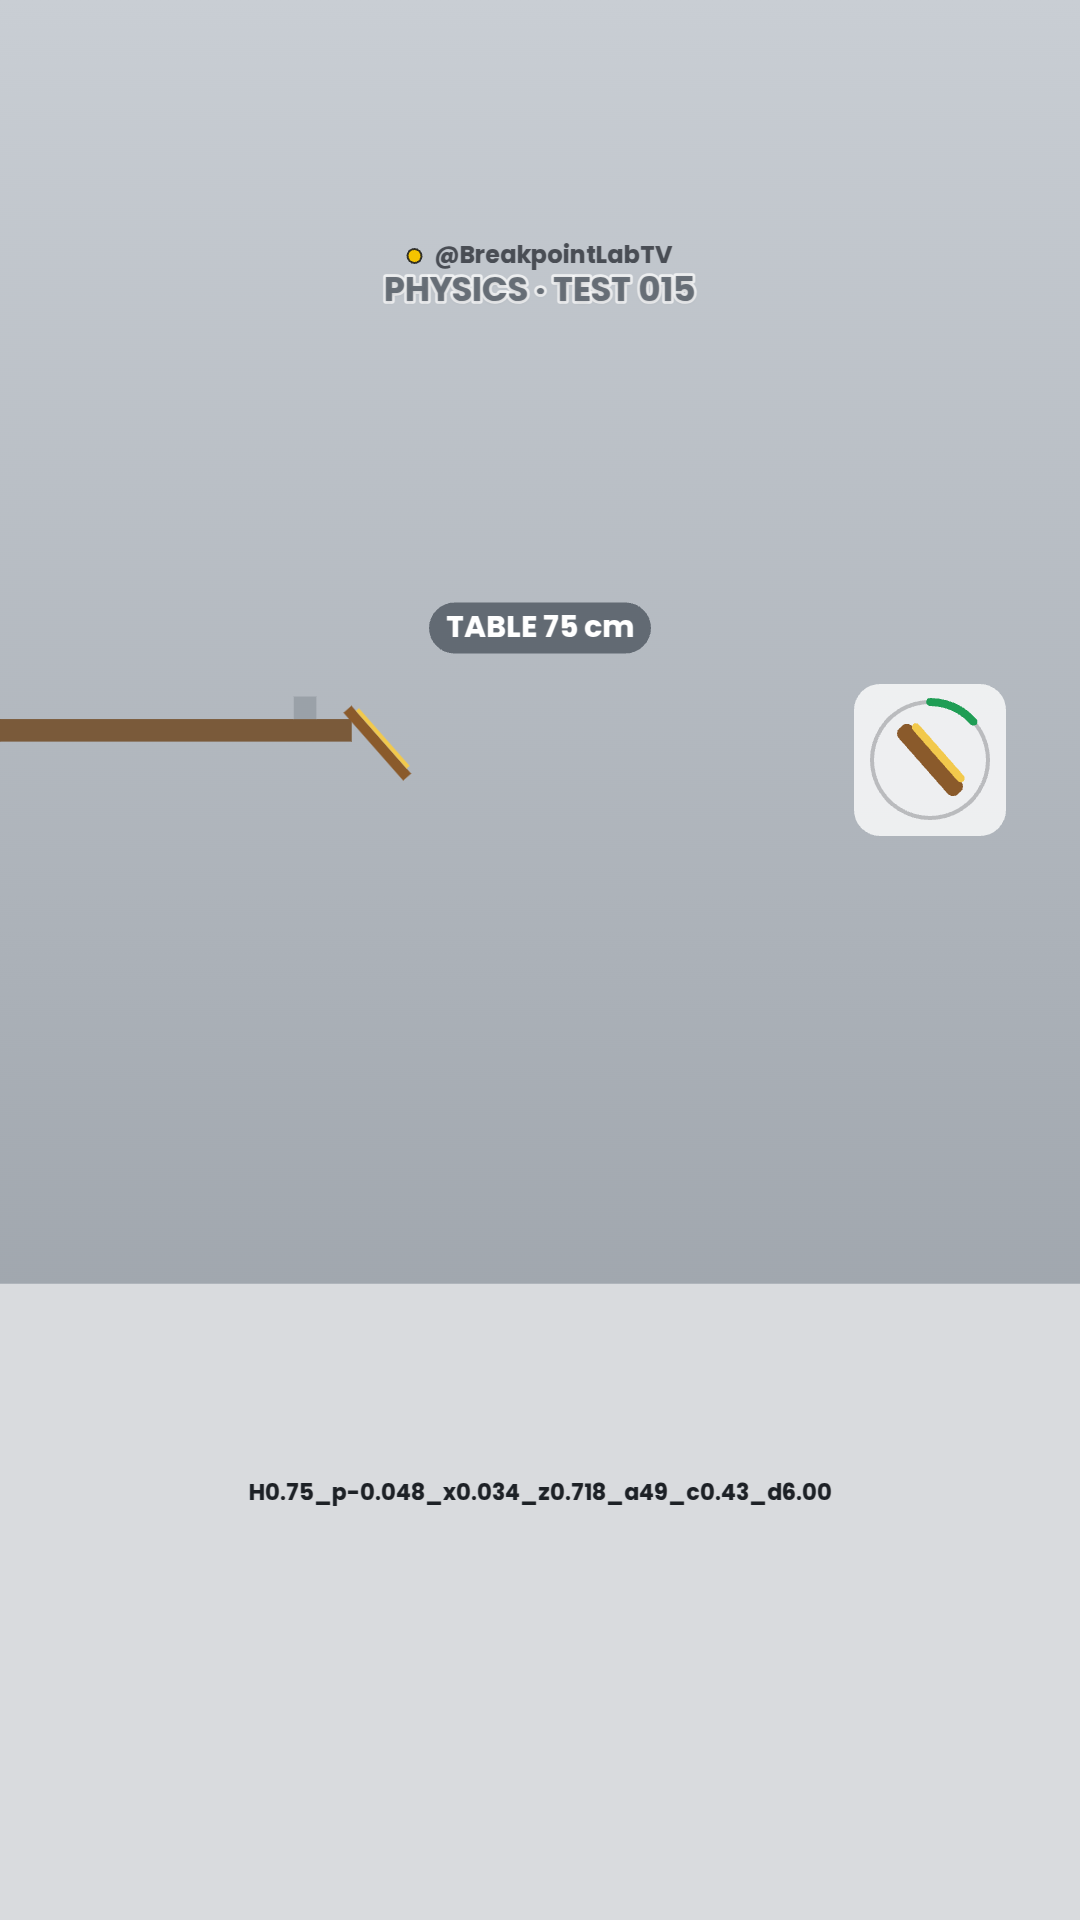 @BreakpointLabTV
PHYSICS · TEST 015
TABLE 75 cm
H0.75_p-0.048_x0.034_z0.718_a49_c0.43_d6.00